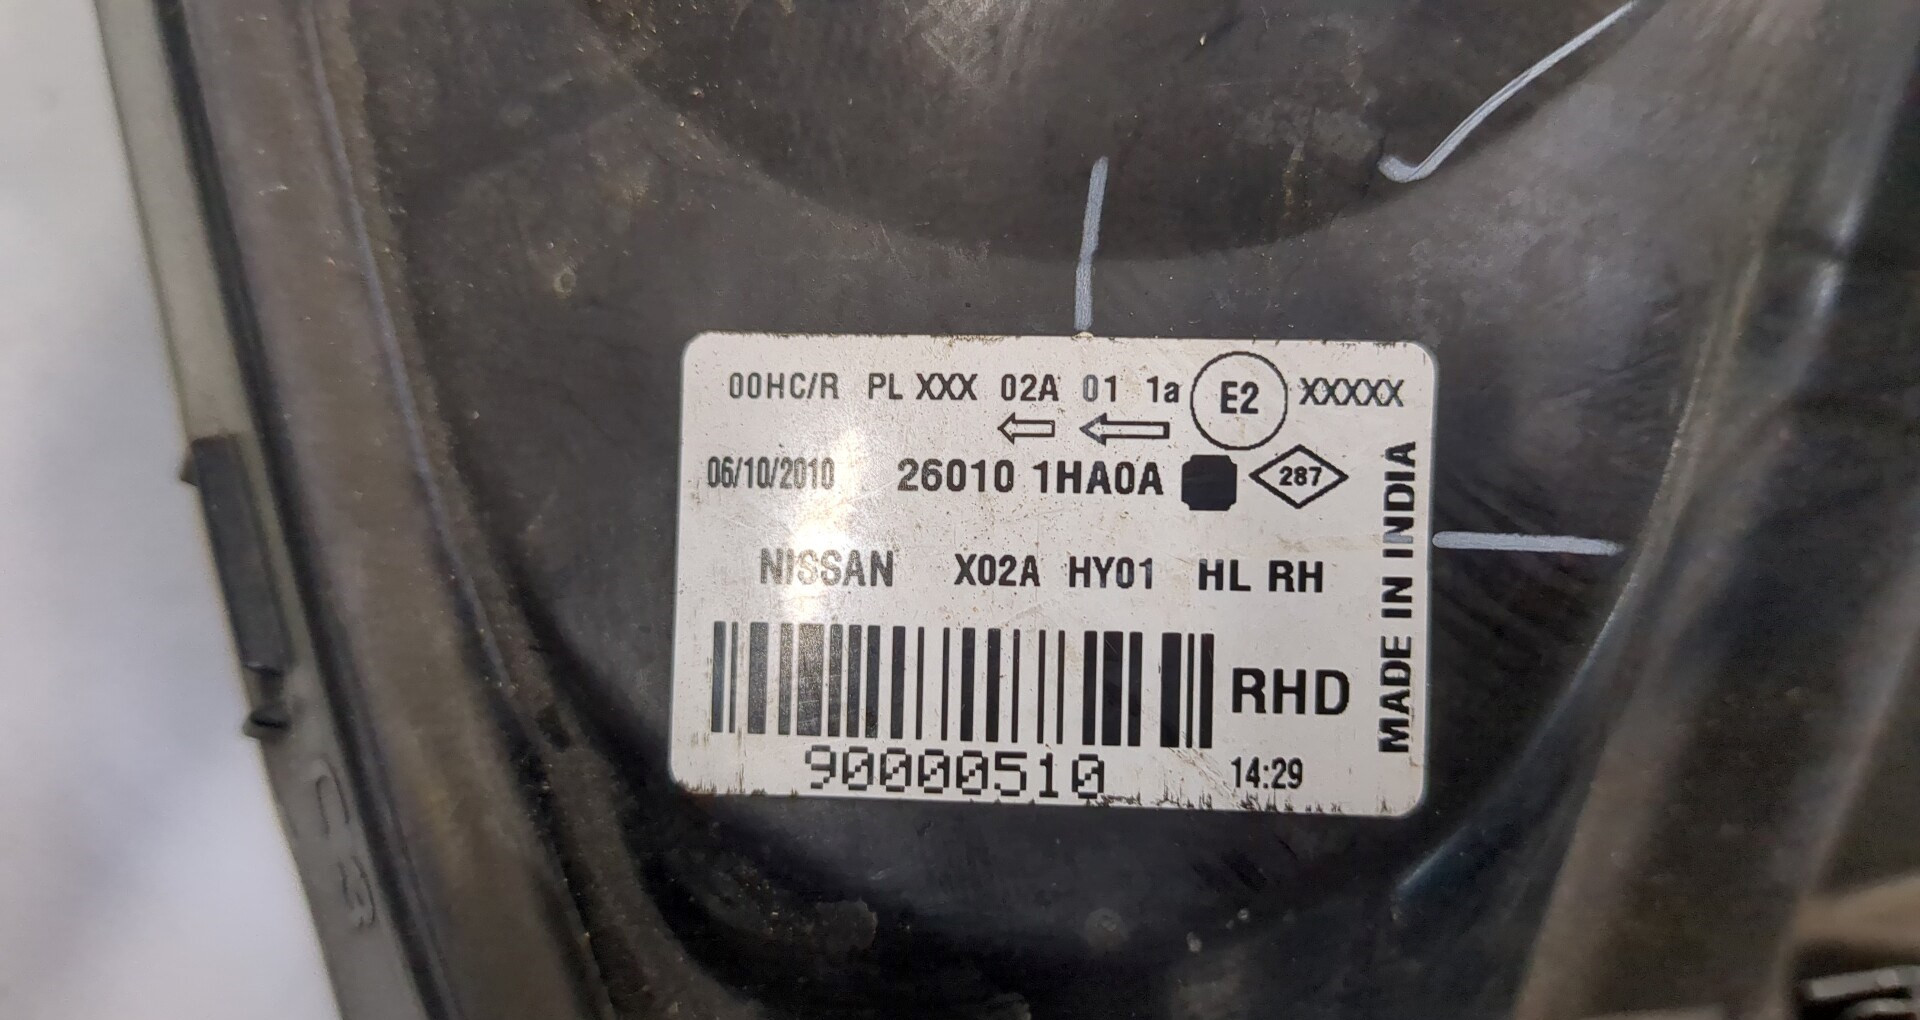 00HC/R PL XXX 02A 01 1a E2 XXXXX
06/10/2010 26010 1HA0A 287
NISSAN X02A HY01 HL RH
RHD
90000510 14:29
MADE IN INDIA
C3